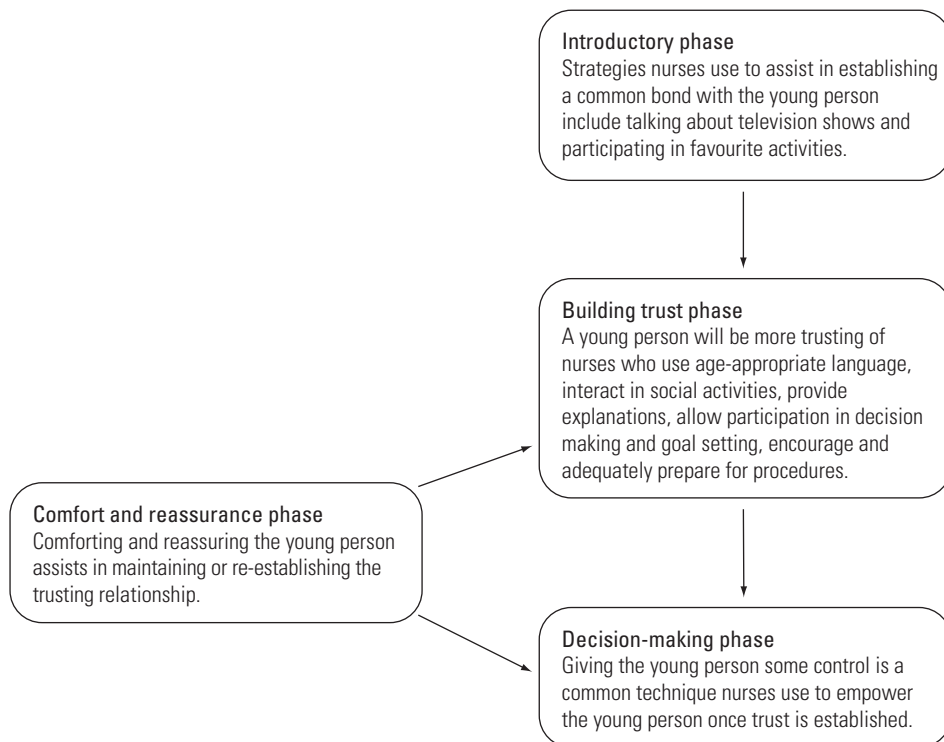 Introductory phase
Strategies nurses use to assist in establishing
a common bond with the young person
include talking about television shows and
participating in favourite activities.
Building trust phase
A young person will be more trusting of
nurses who use age-appropriate language,
interact in social activities, provide
explanations, allow participation in decision
making and goal setting, encourage and
adequately prepare for procedures.
Comfort and reassurance phase
Comforting and reassuring the young person
assists in maintaining or re-establishing the
trusting relationship.
Decision-making phase
Giving the young person some control is a
common technique nurses use to empower
the young person once trust is established.